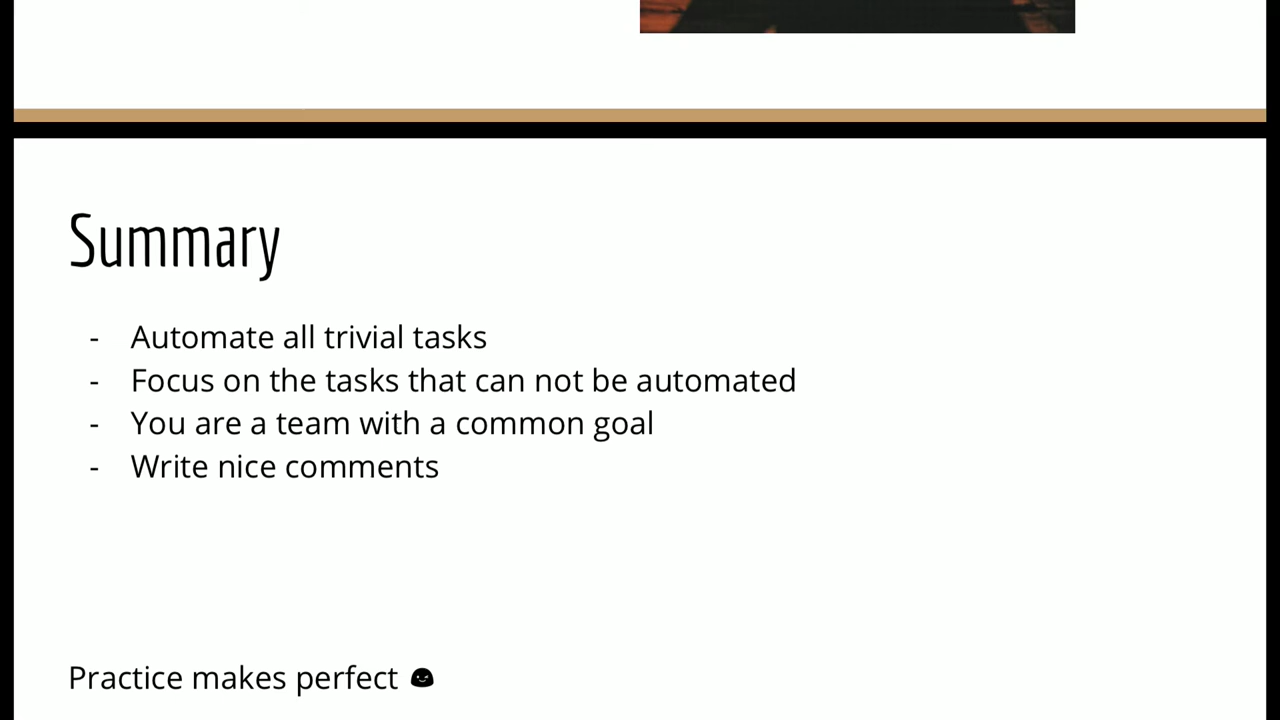 Summary
- Automate all trivial tasks
- Focus on the tasks that can not be automated
- You are a team with a common goal
- Write nice comments
Practice makes perfect